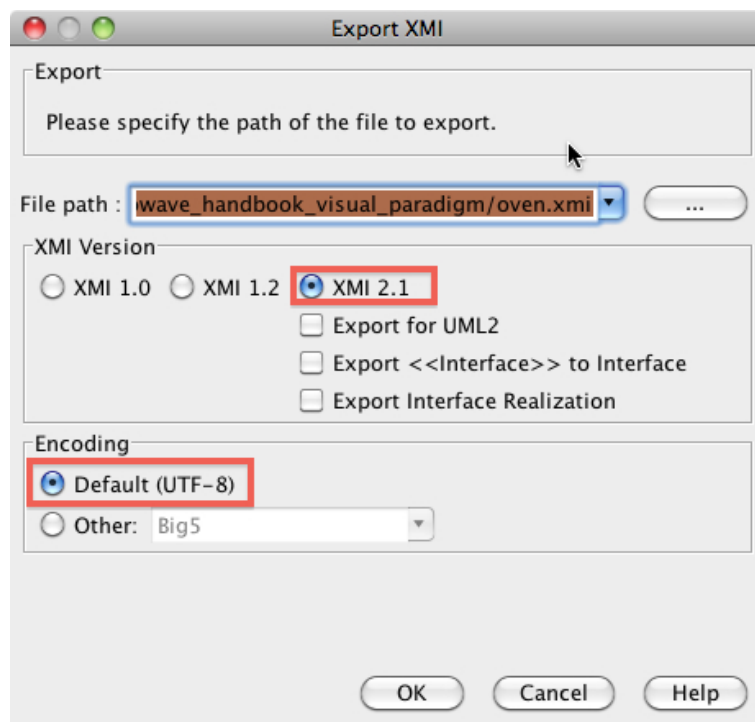 Export XMI
Export
Please specify the path of the file to export.
File path : wave_handbook_visual_paradigm/oven.xmi ...
XMI Version
XMI 1.0 XMI 1.2 XMI 2.1
Export for UML2
Export <<Interface>> to Interface
Export Interface Realization
Encoding
Default (UTF-8)
Other: Big5
OK Cancel Help